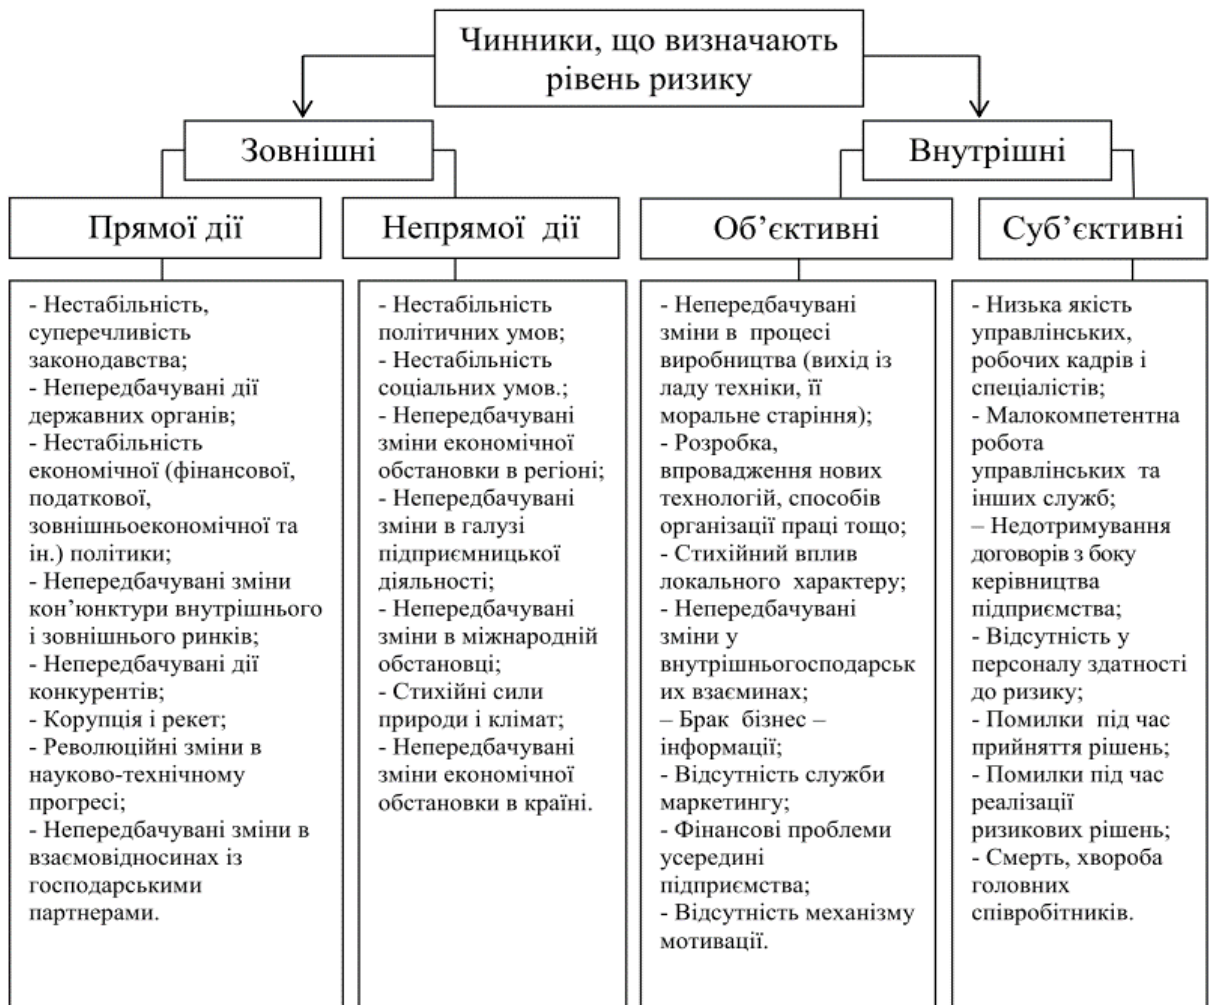 Чинники, що визначають
рівень ризику
Зовнішні
Внутрішні
Прямої дії
Непрямої дії
Об’єктивні
Суб’єктивні
- Нестабільність,
суперечливість
законодавства;
- Непередбачувані дії
державних органів;
- Нестабільність
економічної (фінансової,
податкової,
зовнішньоекономічної та
ін.) політики;
- Непередбачувані зміни
кон’юнктури внутрішнього
і зовнішнього ринків;
- Непередбачувані дії
конкурентів;
- Корупція і рекет;
- Революційні зміни в
науково-технічному
прогресі;
- Непередбачувані зміни в
взаємовідносинах із
господарськими
партнерами.
- Нестабільність
політичних умов;
- Нестабільність
соціальних умов.;
- Непередбачувані
зміни економічної
обстановки в регіоні;
- Непередбачувані
зміни в галузі
підприємницької
діяльності;
- Непередбачувані
зміни в міжнародній
обстановці;
- Стихійні сили
природи і клімат;
- Непередбачувані
зміни економічної
обстановки в країні.
- Непередбачувані
зміни в процесі
виробництва (вихід із
ладу техніки, її
моральне старіння);
- Розробка,
впровадження нових
технологій, способів
організації праці тощо;
- Стихійний вплив
локального характеру;
- Непередбачувані
зміни у
внутрішньогосподарськ
их взаєминах;
– Брак бізнес –
інформації;
- Відсутність служби
маркетингу;
- Фінансові проблеми
усередині
підприємства;
- Відсутність механізму
мотивації.
- Низька якість
управлінських,
робочих кадрів і
спеціалістів;
- Малокомпетентна
робота
управлінських та
інших служб;
– Недотримування
договорів з боку
керівництва
підприємства;
- Відсутність у
персоналу здатності
до ризику;
- Помилки під час
прийняття рішень;
- Помилки під час
реалізації
ризикових рішень;
- Смерть, хвороба
головних
співробітників.